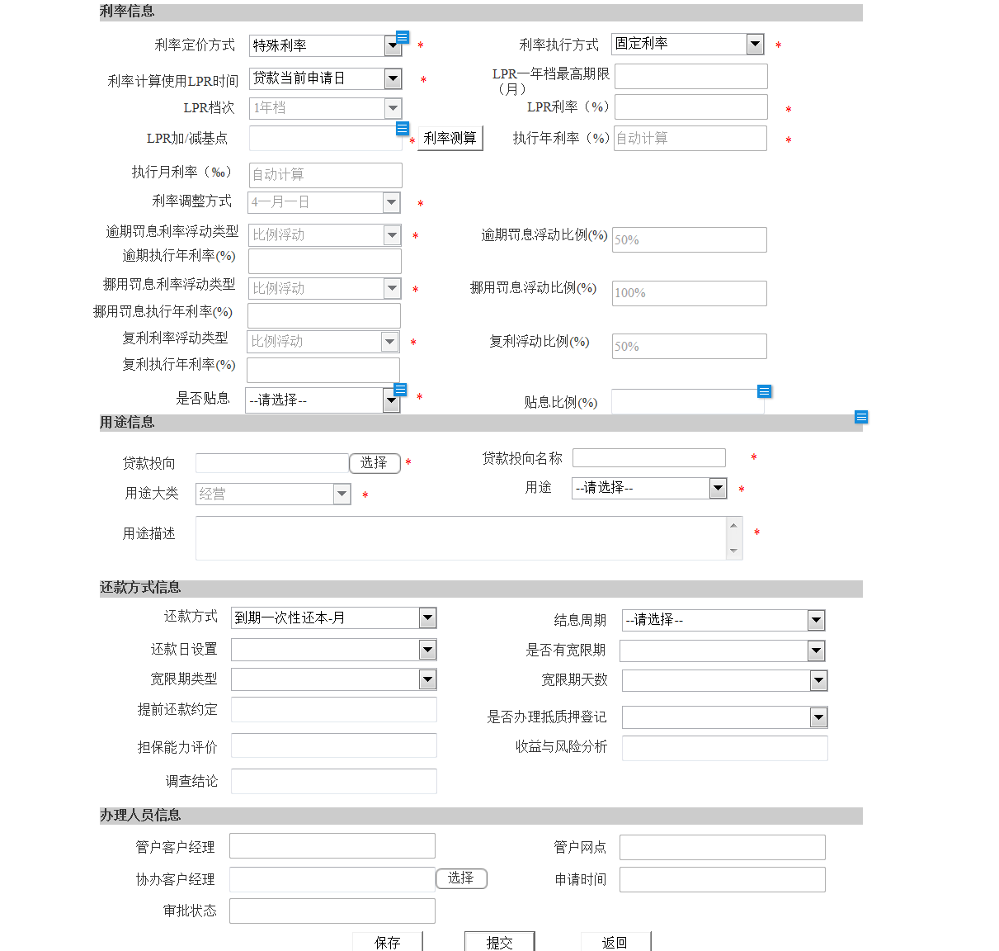 利率信息
利率定价方式 特殊利率 * 利率执行方式 固定利率 *
利率计算使用LPR时间 贷款当前申请日 * LPR一年档最高期限
（月）
LPR档次 1年档 LPR利率（%） *
LPR加/减基点 * 利率测算 执行年利率（%） 自动计算 *
执行月利率（‰） 自动计算
利率调整方式 4一月一日 *
逾期罚息利率浮动类型 比例浮动 * 逾期罚息浮动比例(%) 50%
逾期执行年利率(%)
挪用罚息利率浮动类型 比例浮动 * 挪用罚息浮动比例(%) 100%
挪用罚息执行年利率(%)
复利利率浮动类型 比例浮动 * 复利浮动比例(%) 50%
复利执行年利率(%)
是否贴息 --请选择-- * 贴息比例(%)
用途信息
贷款投向 选择 * 贷款投向名称 *
用途大类 经营 * 用途 --请选择-- *
用途描述 *
还款方式信息
还款方式 到期一次性还本-月 结息周期 --请选择--
还款日设置 是否有宽限期
宽限期类型 宽限期天数
提前还款约定 是否办理抵质押登记
担保能力评价 收益与风险分析
调查结论
办理人员信息
管户客户经理 管户网点
协办客户经理 选择 申请时间
审批状态
保存 提交 返回